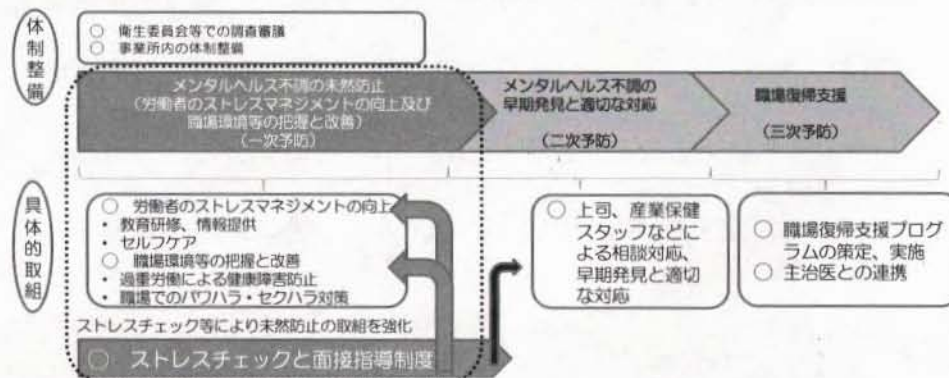 体制整備
○ 衛生委員会等での調査審議
○ 事業所内の体制整備
メンタルヘルス不調の未然防止
(労働者のストレスマネジメントの向上及び
職場環境等の把握と改善)
(一次予防)
メンタルヘルス不調の
早期発見と適切な対応
(二次予防)
職場復帰支援
(三次予防)
具体的取組
○ 労働者のストレスマネジメントの向上
・ 教育研修、情報提供
・ セルフケア
○ 職場環境等の把握と改善
・ 過重労働による健康障害防止
・ 職場でのパワハラ・セクハラ対策
○ 上司、産業保健
スタッフなどに
よる相談対応、
早期発見と適切
な対応
○ 職場復帰支援プログ
ラムの策定、実施
○ 主治医との連携
ストレスチェック等により未然防止の取組を強化
○ ストレスチェックと面接指導制度